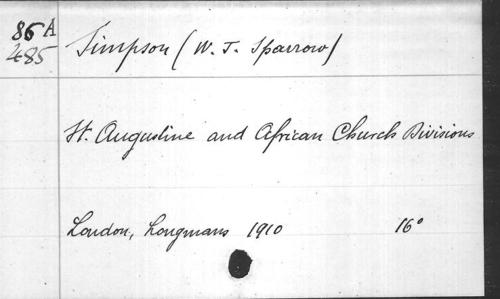 86 A
485
Simpson (W. J. Sparrow)
St. Augustine and African Church Divisions
London, Longmans 1910 16°